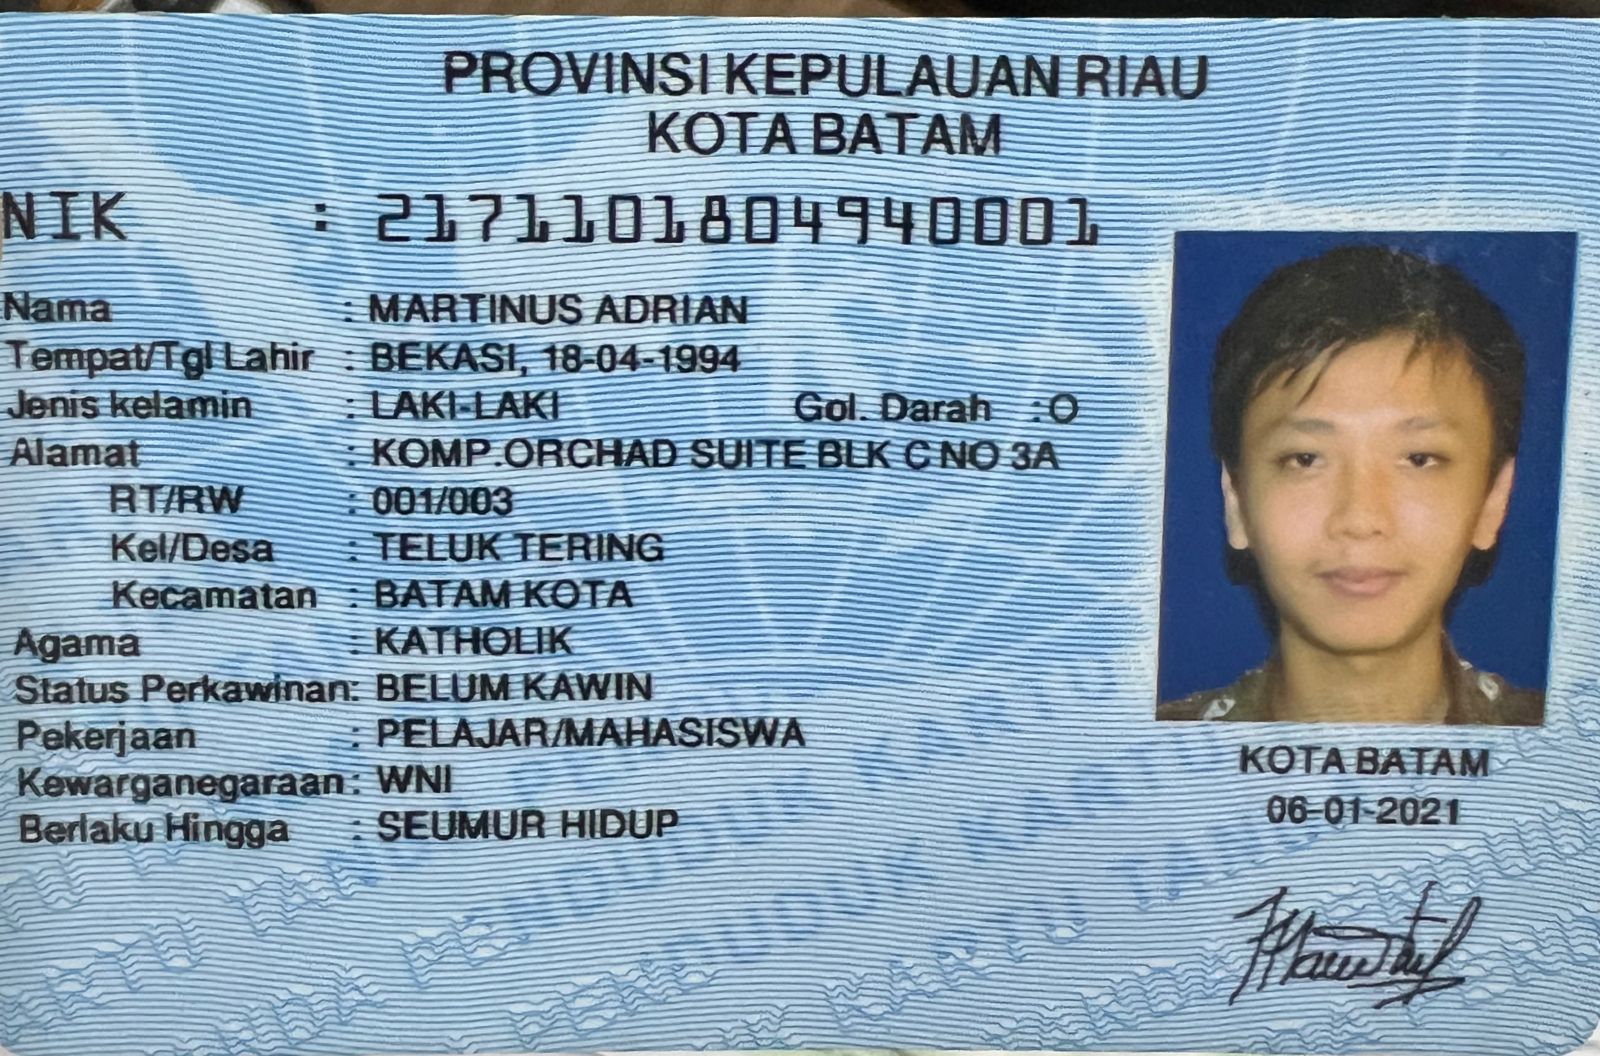 PROVINSI KEPULAUAN RIAU
KOTA BATAM
NIK : 2171101804940001
Nama : MARTINUS ADRIAN
Tempat/Tgl Lahir : BEKASI, 18-04-1994
Jenis kelamin : LAKI-LAKI Gol. Darah : O
Alamat : KOMP.ORCHAD SUITE BLK C NO 3A
RT/RW : 001/003
Kel/Desa : TELUK TERING
Kecamatan : BATAM KOTA
Agama : KATHOLIK
Status Perkawinan: BELUM KAWIN
Pekerjaan : PELAJAR/MAHASISWA
Kewarganegaraan: WNI
Berlaku Hingga : SEUMUR HIDUP
KOTA BATAM
06-01-2021